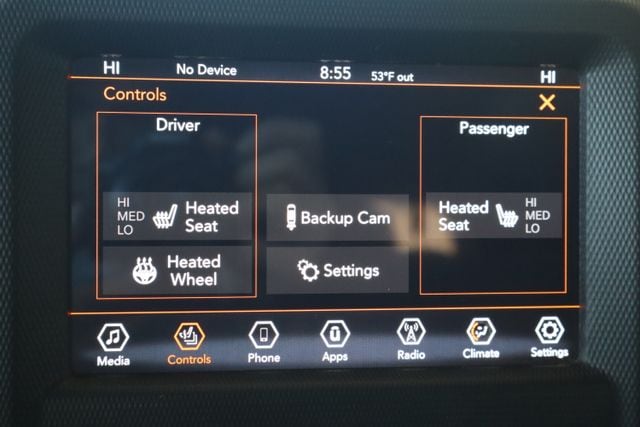 HI No Device 8:55 53°F out HI
Controls
Driver
Passenger
HI
MED
LO
Heated
Seat
Backup Cam
Heated
Seat
HI
MED
LO
Heated
Wheel
Settings
Media Controls Phone Apps Radio Climate Settings